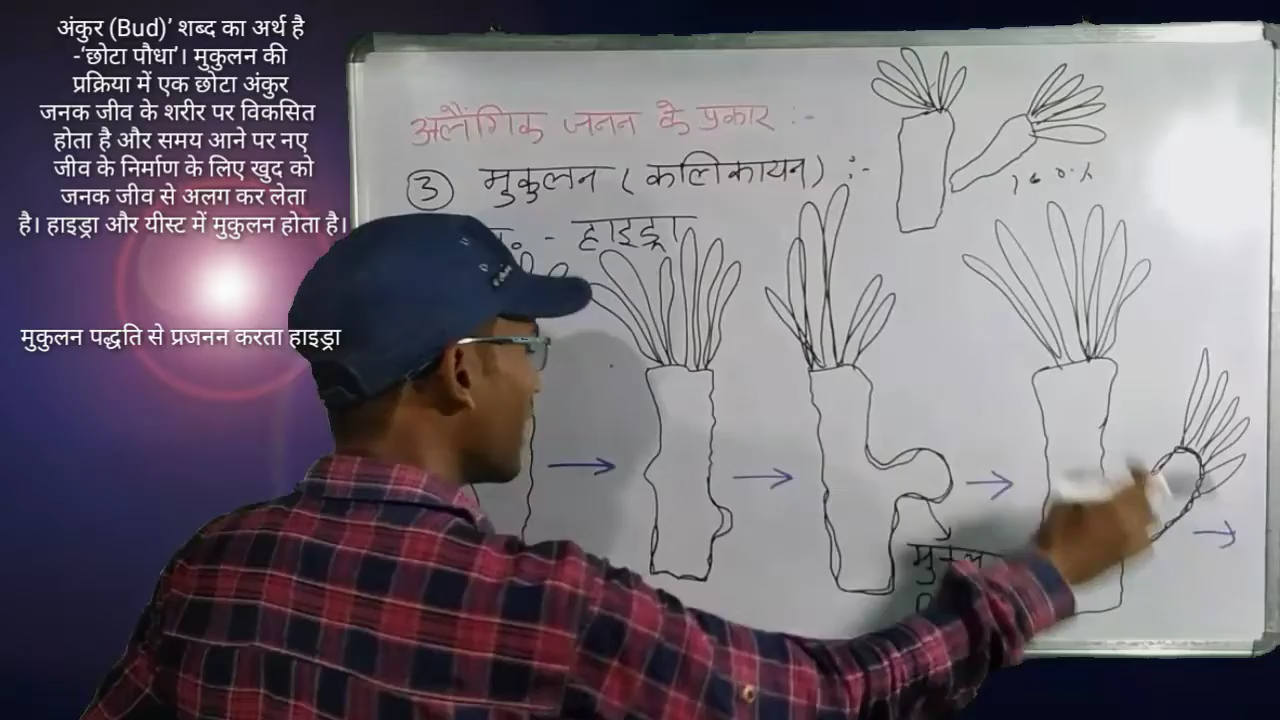 अंकुर (Bud)’ शब्द का अर्थ है
-‘छोटा पौधा’। मुकुलन की
प्रक्रिया में एक छोटा अंकुर
जनक जीव के शरीर पर विकसित
होता है और समय आने पर नए
जीव के निर्माण के लिए खुद को
जनक जीव से अलग कर लेता
है। हाइड्रा और यीस्ट में मुकुलन होता है।
मुकुलन पद्धति से प्रजनन करता हाइड्रा
अलैंगिक जनन के प्रकार :-
③ मुकुलन (कलिकायन) :-
- हाइड्रा